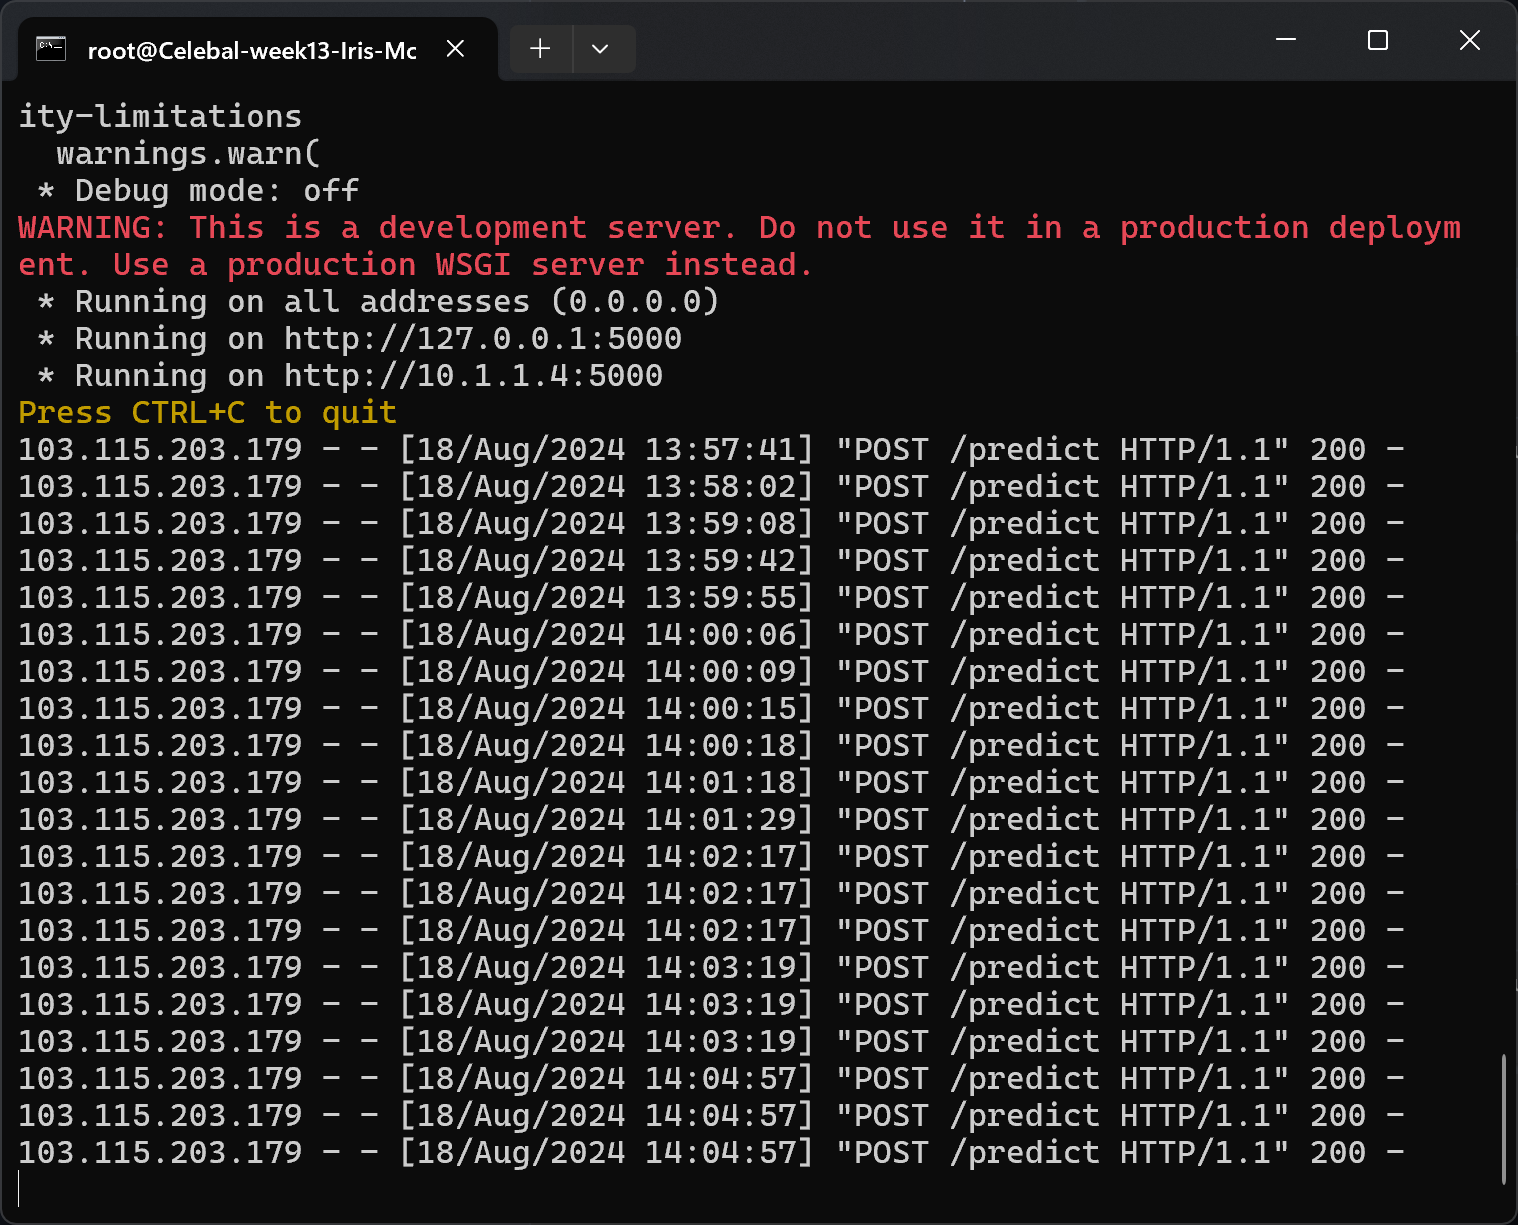 root@Celebal-week13-Iris-Mc
ity-limitations
  warnings.warn(
 * Debug mode: off
WARNING: This is a development server. Do not use it in a production deploym
ent. Use a production WSGI server instead.
 * Running on all addresses (0.0.0.0)
 * Running on http://127.0.0.1:5000
 * Running on http://10.1.1.4:5000
Press CTRL+C to quit
103.115.203.179 - - [18/Aug/2024 13:57:41] "POST /predict HTTP/1.1" 200 -
103.115.203.179 - - [18/Aug/2024 13:58:02] "POST /predict HTTP/1.1" 200 -
103.115.203.179 - - [18/Aug/2024 13:59:08] "POST /predict HTTP/1.1" 200 -
103.115.203.179 - - [18/Aug/2024 13:59:42] "POST /predict HTTP/1.1" 200 -
103.115.203.179 - - [18/Aug/2024 13:59:55] "POST /predict HTTP/1.1" 200 -
103.115.203.179 - - [18/Aug/2024 14:00:06] "POST /predict HTTP/1.1" 200 -
103.115.203.179 - - [18/Aug/2024 14:00:09] "POST /predict HTTP/1.1" 200 -
103.115.203.179 - - [18/Aug/2024 14:00:15] "POST /predict HTTP/1.1" 200 -
103.115.203.179 - - [18/Aug/2024 14:00:18] "POST /predict HTTP/1.1" 200 -
103.115.203.179 - - [18/Aug/2024 14:01:18] "POST /predict HTTP/1.1" 200 -
103.115.203.179 - - [18/Aug/2024 14:01:29] "POST /predict HTTP/1.1" 200 -
103.115.203.179 - - [18/Aug/2024 14:02:17] "POST /predict HTTP/1.1" 200 -
103.115.203.179 - - [18/Aug/2024 14:02:17] "POST /predict HTTP/1.1" 200 -
103.115.203.179 - - [18/Aug/2024 14:02:17] "POST /predict HTTP/1.1" 200 -
103.115.203.179 - - [18/Aug/2024 14:03:19] "POST /predict HTTP/1.1" 200 -
103.115.203.179 - - [18/Aug/2024 14:03:19] "POST /predict HTTP/1.1" 200 -
103.115.203.179 - - [18/Aug/2024 14:03:19] "POST /predict HTTP/1.1" 200 -
103.115.203.179 - - [18/Aug/2024 14:04:57] "POST /predict HTTP/1.1" 200 -
103.115.203.179 - - [18/Aug/2024 14:04:57] "POST /predict HTTP/1.1" 200 -
103.115.203.179 - - [18/Aug/2024 14:04:57] "POST /predict HTTP/1.1" 200 -